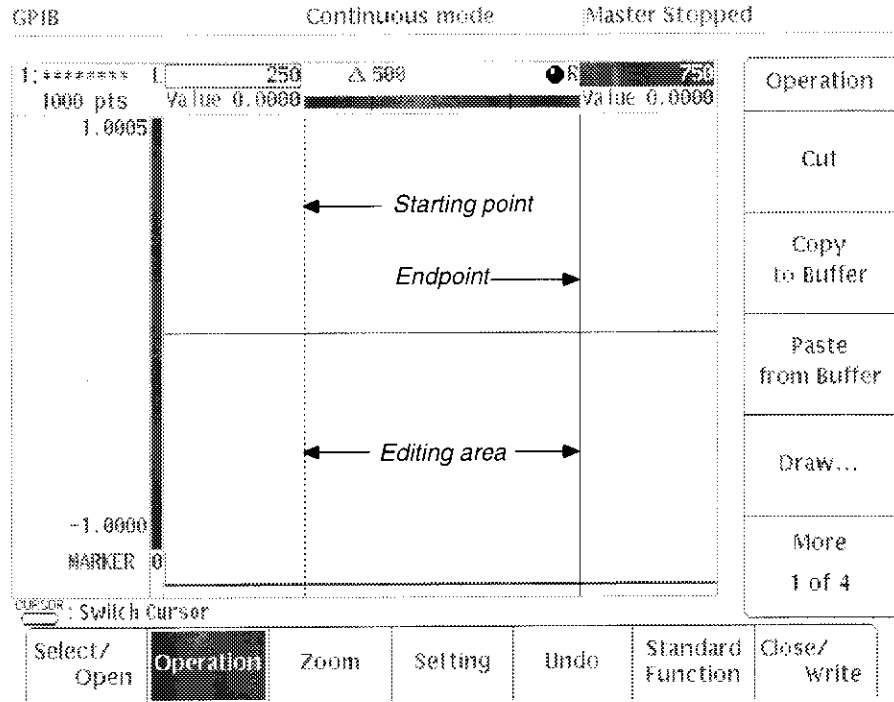 GPIB Continuous mode Master Stopped
1:******** L 250 △ 500 R 750
1000 pts Value 0.0000 Value 0.0000
1.0005
Starting point
Endpoint
Editing area
-1.0000
MARKER 0
CURSOR : Switch Cursor
Operation
Cut
Copy
to Buffer
Paste
from Buffer
Draw...
More
1 of 4
Select/
Open
Operation
Zoom
Setting
Undo
Standard
Function
Close/
Write